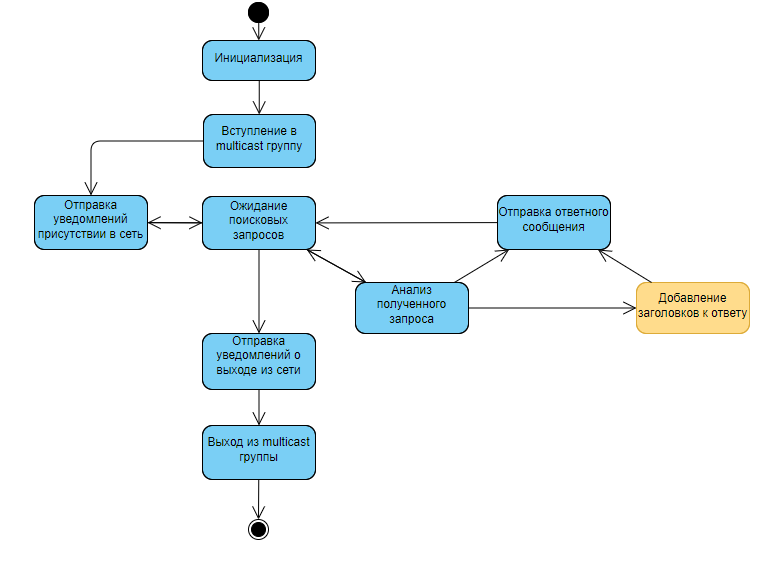 Инициализация
Вступление в
multicast группу
Отправка
уведомлений
присутствии в сеть
Ожидание
поисковых
запросов
Отправка ответного
сообщения
Анализ
полученного
запроса
Добавление
заголовков к ответу
Отправка
уведомлений о
выходе из сети
Выход из multicast
группы